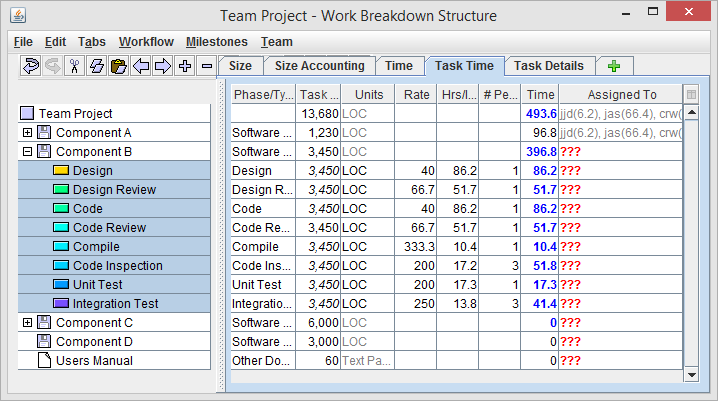 Team Project - Work Breakdown Structure
File Edit Tabs Workflow Milestones Team
Size Size Accounting Time Task Time Task Details
Phase/Ty... Task ... Units Rate Hrs/I... # Pe... Time Assigned To
Team Project 13,680 LOC 493.6 jjd(6.2), jas(66.4), crw(
Component A Software ... 1,230 LOC 96.8 jjd(6.2), jas(66.4), crw(
Component B Software ... 3,450 LOC 396.8 ???
Design Design 3,450 LOC 40 86.2 1 86.2 ???
Design Review Design R... 3,450 LOC 66.7 51.7 1 51.7 ???
Code Code 3,450 LOC 40 86.2 1 86.2 ???
Code Review Code Re... 3,450 LOC 66.7 51.7 1 51.7 ???
Compile Compile 3,450 LOC 333.3 10.4 1 10.4 ???
Code Inspection Code Ins... 3,450 LOC 200 17.2 3 51.8 ???
Unit Test Unit Test 3,450 LOC 200 17.3 1 17.3 ???
Integration Test Integratio... 3,450 LOC 250 13.8 3 41.4 ???
Component C Software ... 6,000 LOC 0 ???
Component D Software ... 3,000 LOC 0 ???
Users Manual Other Do... 60 Text Pa... 0 ???